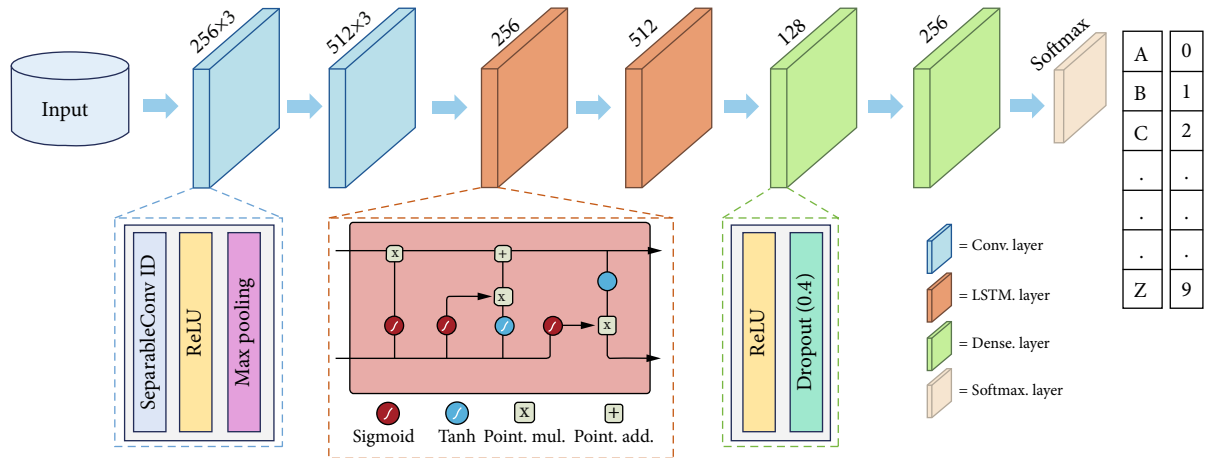 256×3
512×3
256
512
128
256
Softmax
Input
A 0
B 1
C 2
. .
. .
. .
Z 9
SeparableConv ID
ReLU
Max pooling
x
+
x
x
Sigmoid
Tanh
x
Point. mul.
+
Point. add.
ReLU
Dropout (0.4)
= Conv. layer
= LSTM. layer
= Dense. layer
= Softmax. layer